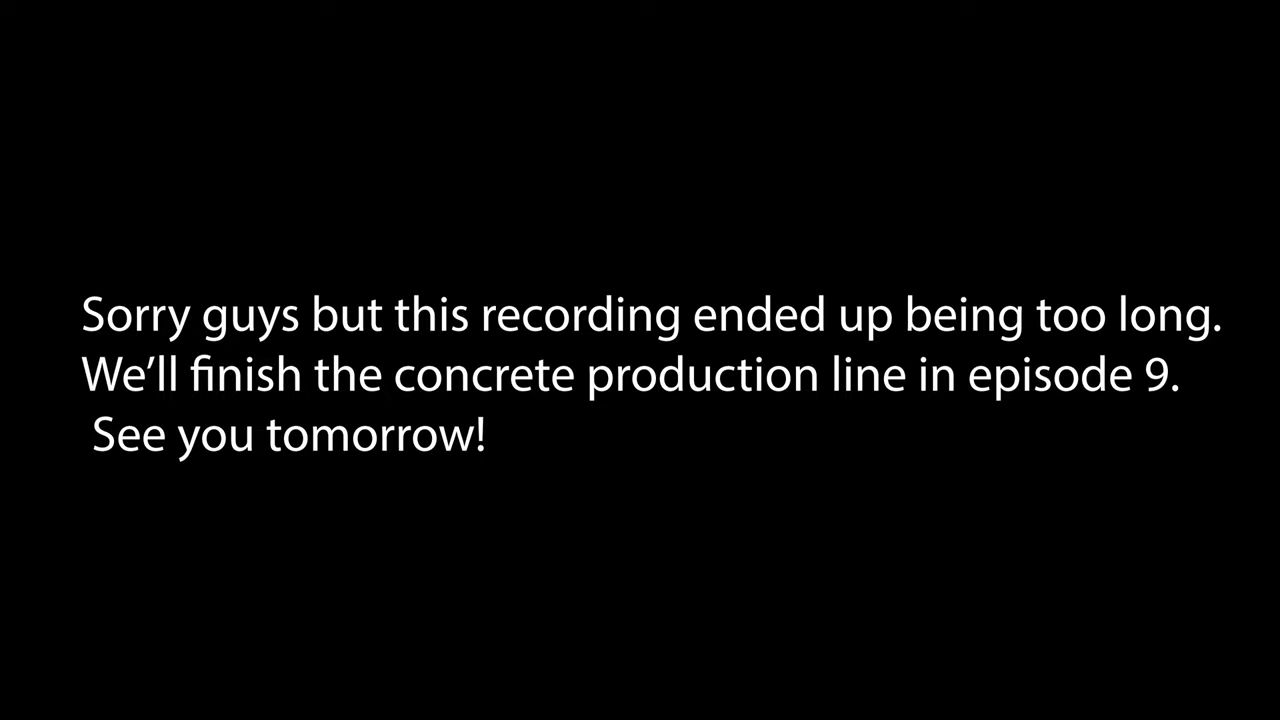 Sorry guys but this recording ended up being too long.
We’ll finish the concrete production line in episode 9.
See you tomorrow!